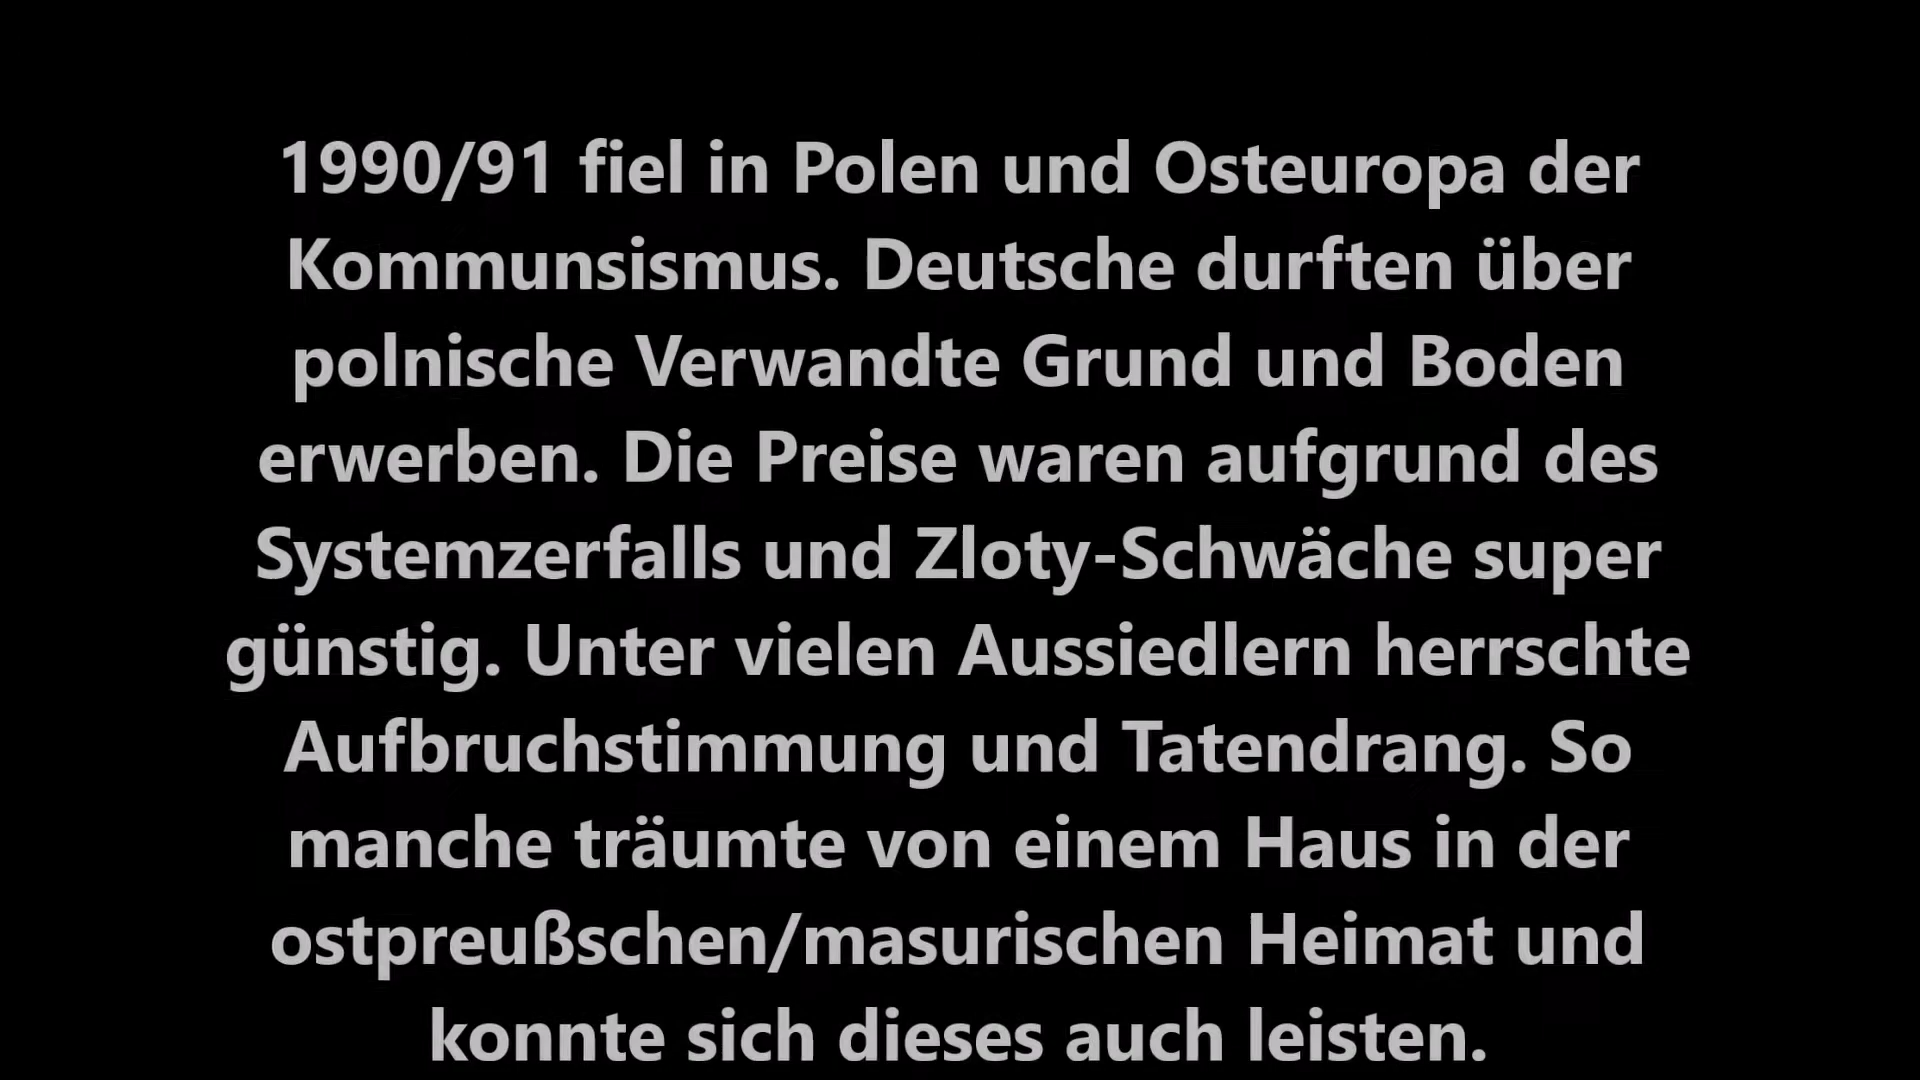 1990/91 fiel in Polen und Osteuropa der
Kommunsismus. Deutsche durften über
polnische Verwandte Grund und Boden
erwerben. Die Preise waren aufgrund des
Systemzerfalls und Zloty-Schwäche super
günstig. Unter vielen Aussiedlern herrschte
Aufbruchstimmung und Tatendrang. So
manche träumte von einem Haus in der
ostpreußschen/masurischen Heimat und
konnte sich dieses auch leisten.